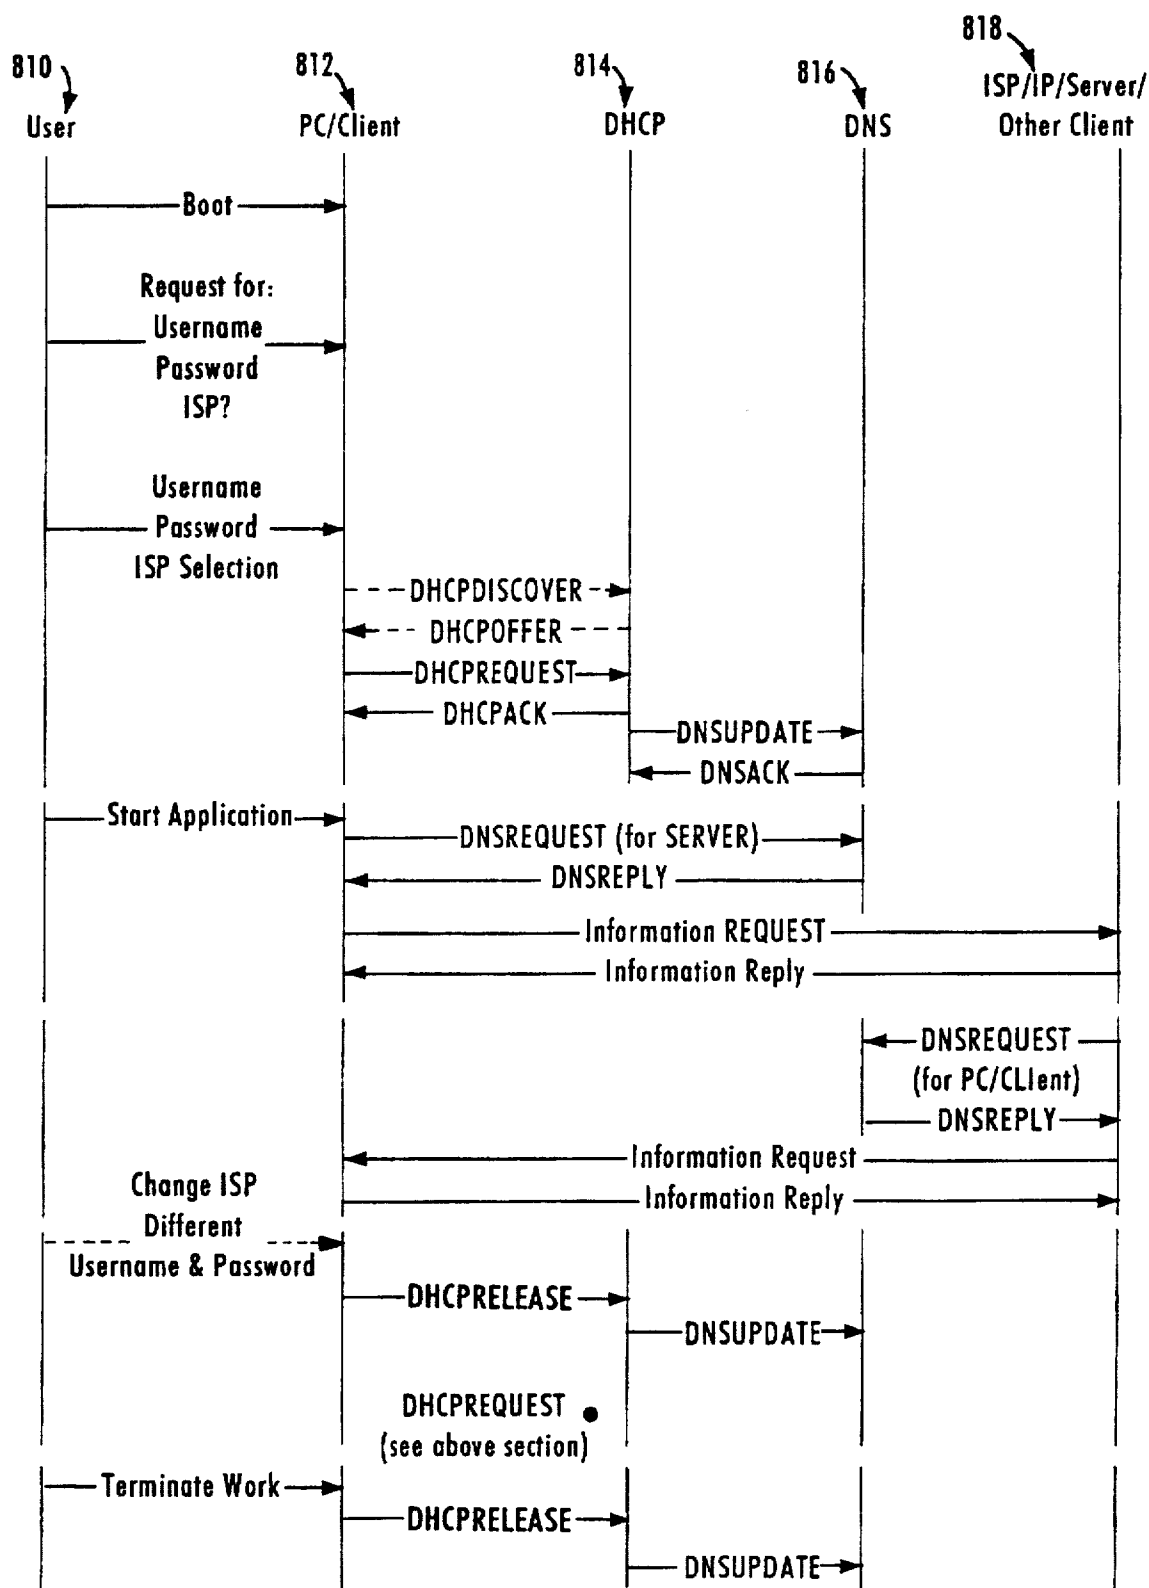 818
810
812
814
816
ISP/IP/Server/
Other Client
User
PC/Client
DHCP
DNS
Boot
Request for:
Username
Password
ISP?
Username
Password
ISP Selection
DHCPDISCOVER
DHCPOFFER
DHCPREQUEST
DHCPACK
DNSUPDATE
DNSACK
Start Application
DNSREQUEST (for SERVER)
DNSREPLY
Information REQUEST
Information Reply
DNSREQUEST
(for PC/CLIent)
DNSREPLY
Information Request
Information Reply
Change ISP
Different
Username & Password
DHCPRELEASE
DNSUPDATE
DHCPREQUEST
(see above section)
Terminate Work
DHCPRELEASE
DNSUPDATE